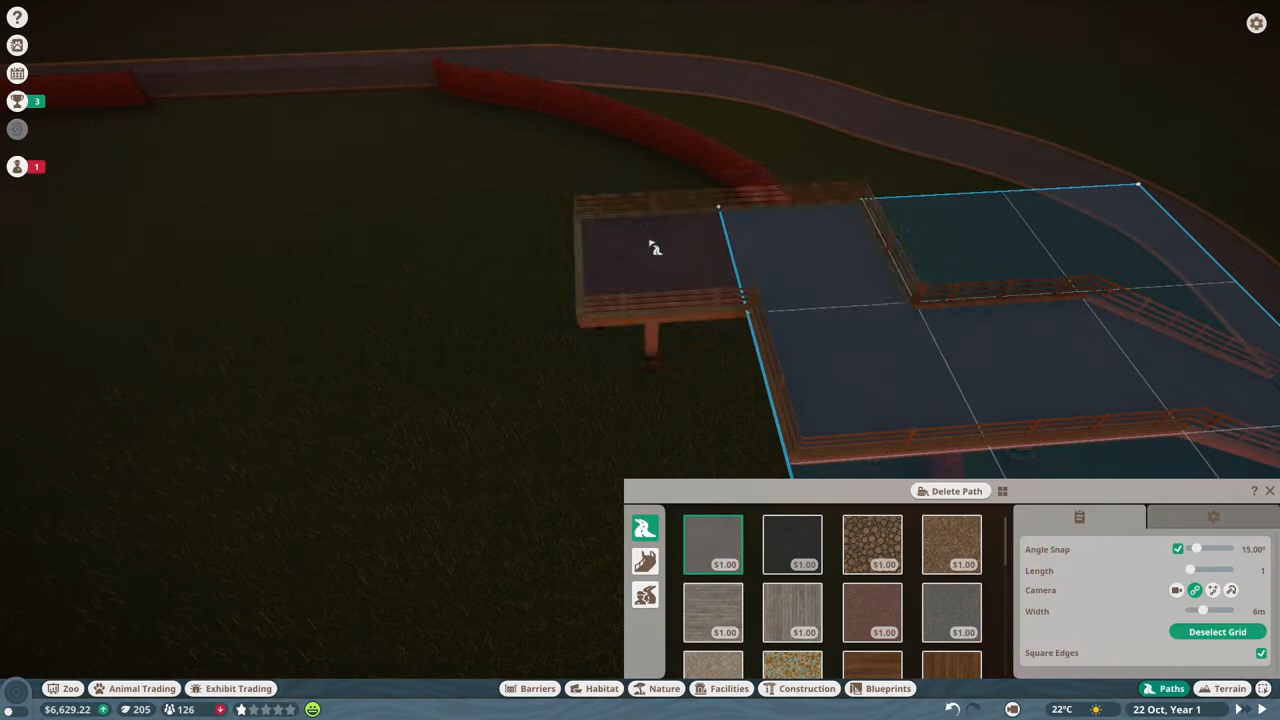 ?
3
1
Delete Path
?
$1.00 $1.00 $1.00 $1.00
$1.00 $1.00 $1.00 $1.00
Angle Snap 15.00°
Length 1
Camera
Width 6m
Deselect Grid
Square Edges
Zoo Animal Trading Exhibit Trading Barriers Habitat Nature Facilities Construction Blueprints Paths Terrain
$6,629.22 205 126 22°C 22 Oct, Year 1